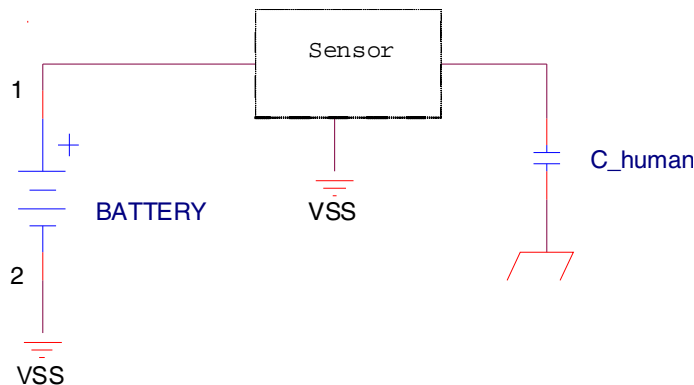 Sensor
1
+
C_human
BATTERY
VSS
2
VSS